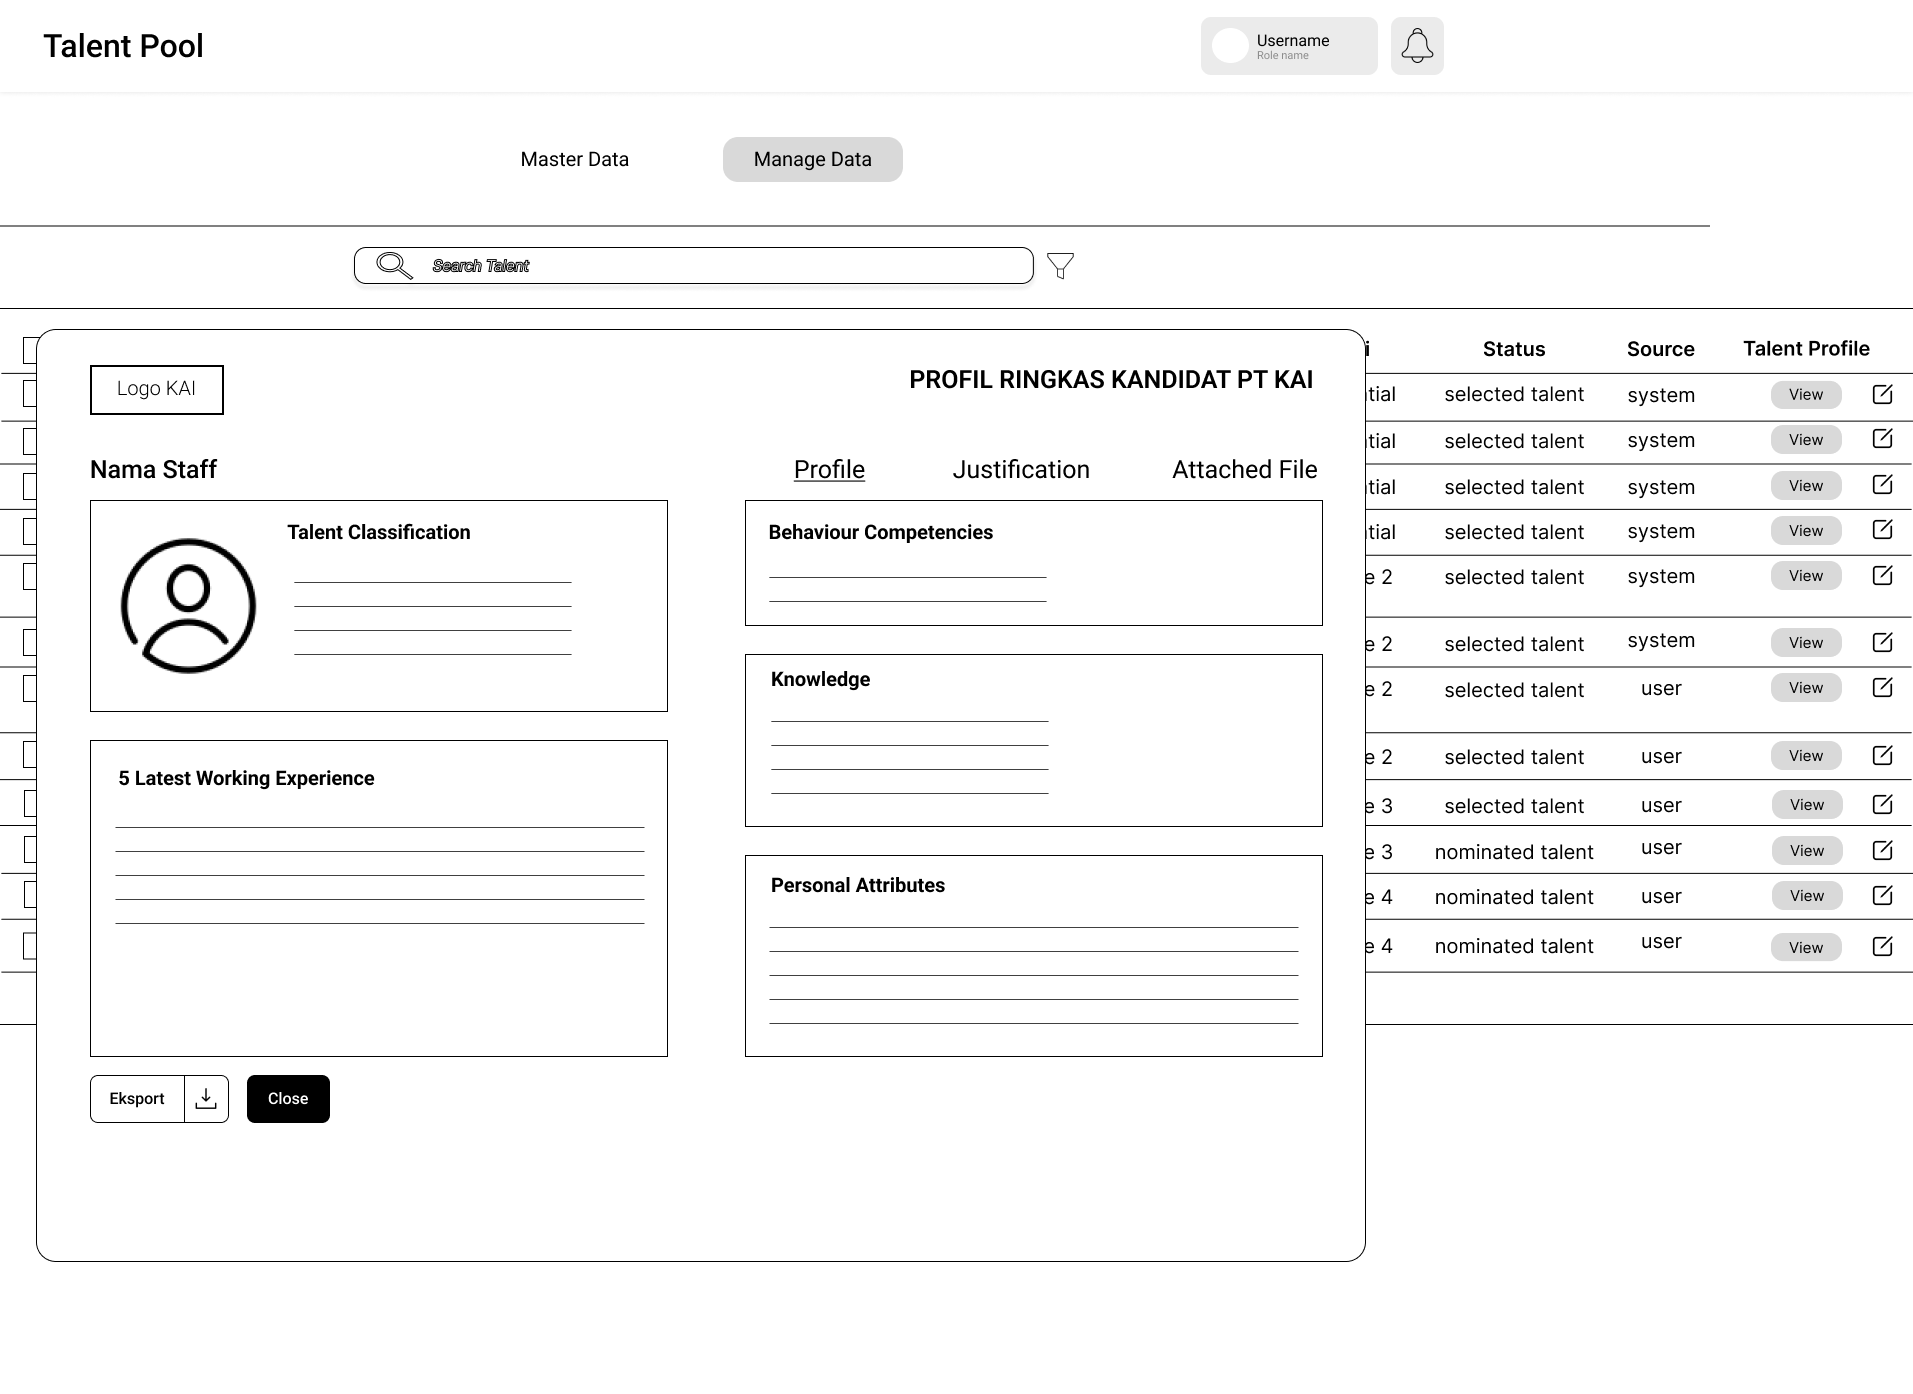 Talent Pool
Username
Role name
Master Data
Manage Data
Search Talent
Status Source Talent Profile
selected talent system View
selected talent system View
selected talent system View
selected talent system View
e 2 selected talent system View
e 2 selected talent system View
e 2 selected talent user View
e 2 selected talent user View
e 3 selected talent user View
e 3 nominated talent user View
e 4 nominated talent user View
e 4 nominated talent user View
Logo KAI
PROFIL RINGKAS KANDIDAT PT KAI
Nama Staff
Profile Justification Attached File
Talent Classification
5 Latest Working Experience
Behaviour Competencies
Knowledge
Personal Attributes
Eksport
Close